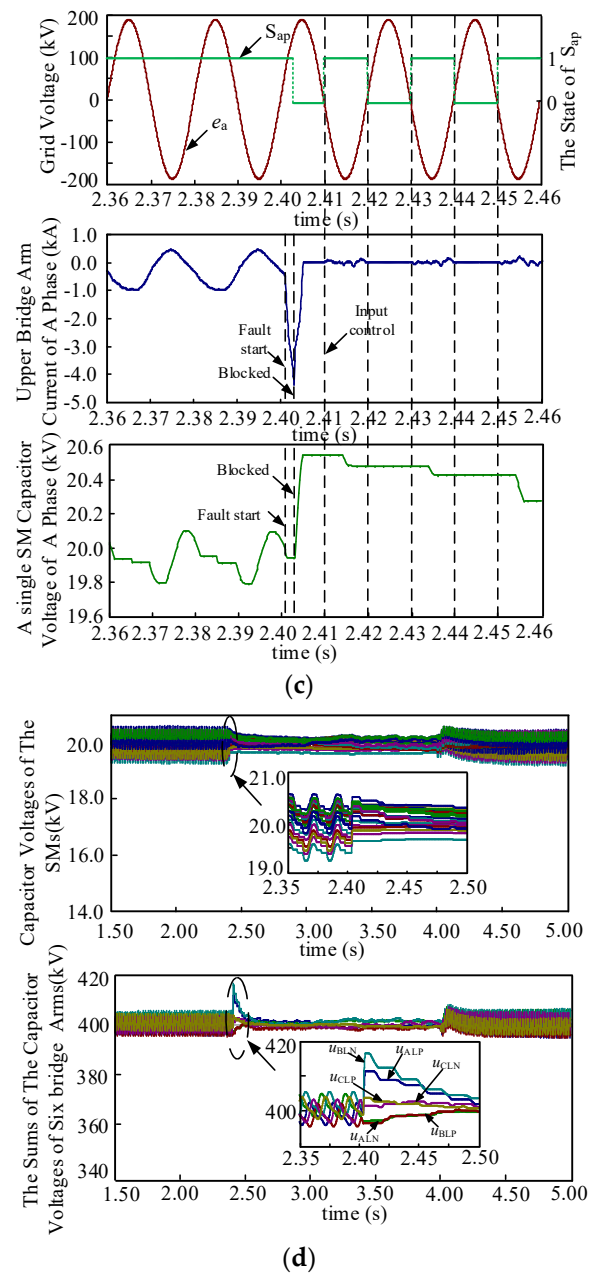 Grid Voltage (kV)
200
100
0
-100
-200
Sap
ea
1
0
The State of Sap
2.36 2.37 2.38 2.39 2.40 2.41 2.42 2.43 2.44 2.45 2.46
time (s)
Upper Bridge Arm
Current of A Phase (kA)
1.0
0.0
-1.0
-2.0
-3.0
-4.0
-5.0
Fault
start
Blocked
Input
control
2.36 2.37 2.38 2.39 2.40 2.41 2.42 2.43 2.44 2.45 2.46
time (s)
A single SM Capacitor
Voltage of A Phase (kV)
20.6
20.4
20.2
20.0
19.8
19.6
Blocked
Fault start
2.36 2.37 2.38 2.39 2.40 2.41 2.42 2.43 2.44 2.45 2.46
time (s)
(c)
Capacitor Voltages of The
SMs(kV)
20.0
18.0
16.0
14.0
21.0
20.0
19.0
2.35 2.40 2.45 2.50
1.50 2.00 2.50 3.00 3.50 4.00 4.50 5.00
time (s)
The Sums of The Capacitor
Voltages of Six bridge Arms(kV)
420
400
380
360
340
420
400
uBLN
uALP
uCLN
uCLP
uALN
uBLP
2.35 2.40 2.45 2.50
1.50 2.00 2.50 3.00 3.50 4.00 4.50 5.00
time (s)
(d)